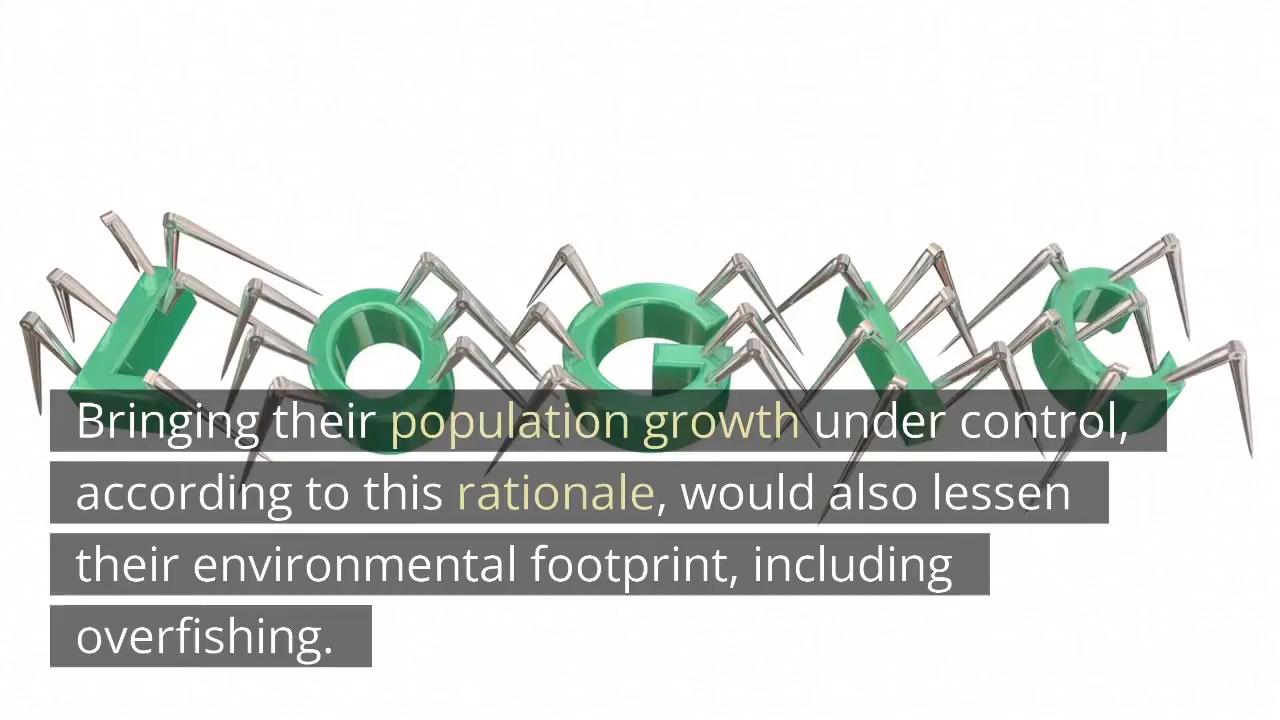 LOGIC
Bringing their population growth under control,
according to this rationale, would also lessen
their environmental footprint, including
overfishing.